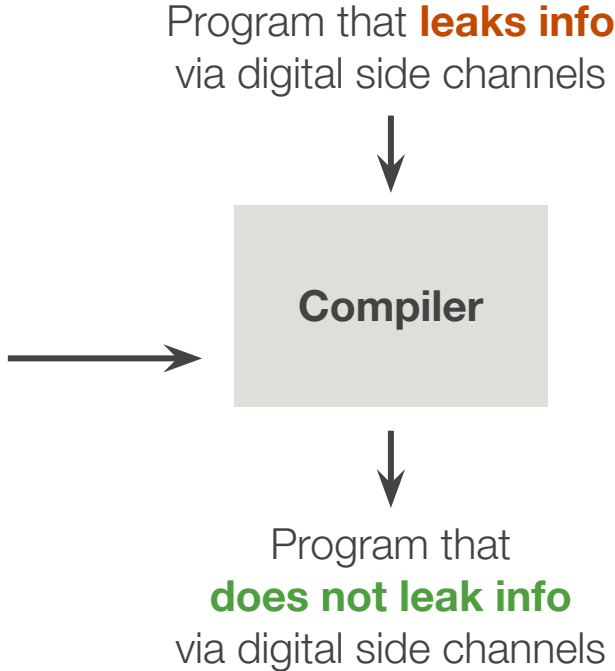 Program that leaks info
via digital side channels
Compiler
Program that
does not leak info
via digital side channels